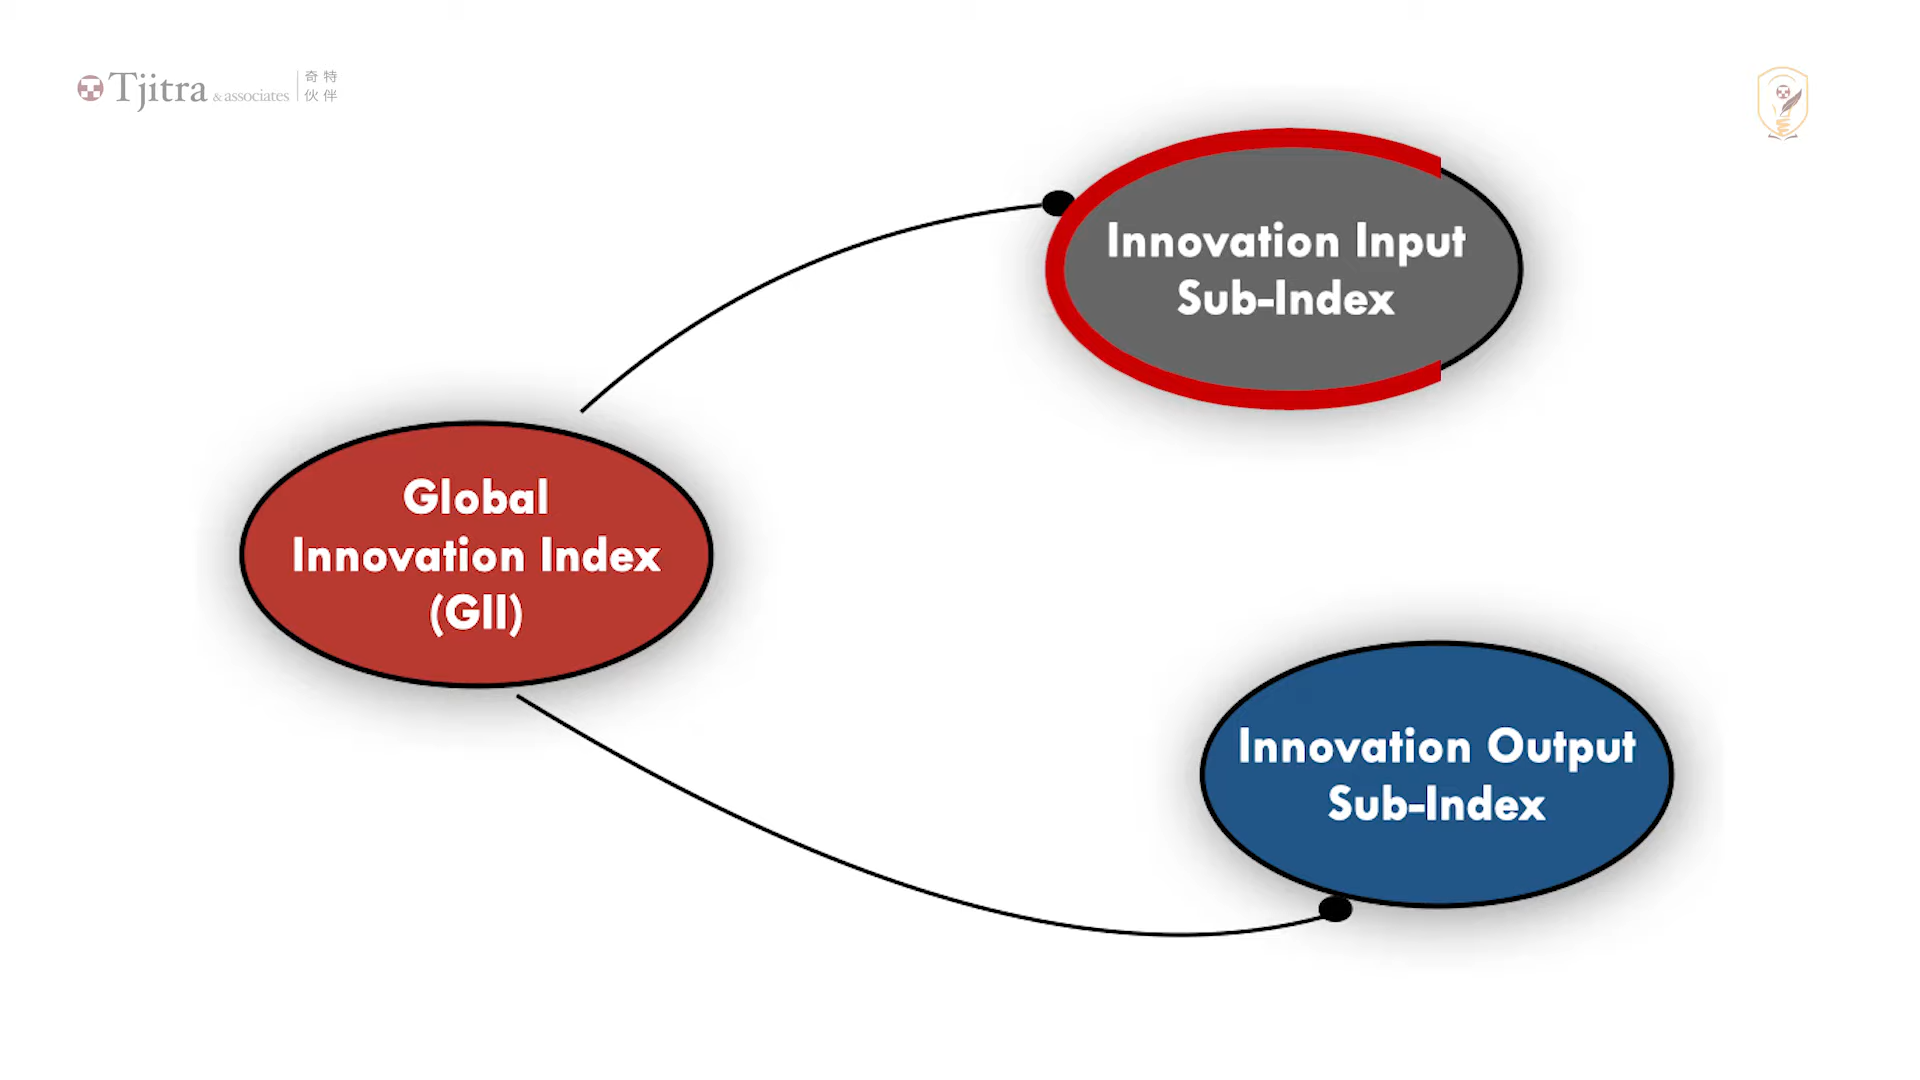 Tjitra & associates
奇特
伙伴
Innovation Input
Sub-Index
Global
Innovation Index
(GII)
Innovation Output
Sub-Index